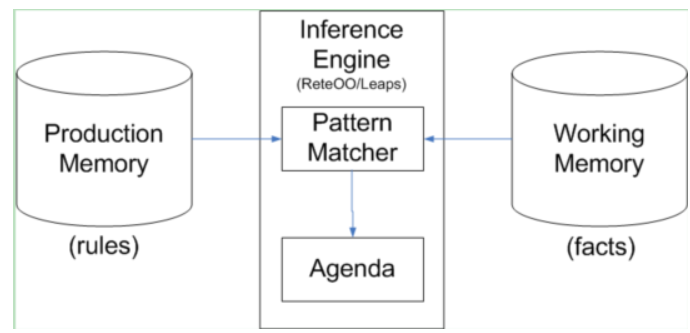 Inference
Engine
(ReteOO/Leaps)
Production
Memory
(rules)
Pattern
Matcher
Agenda
Working
Memory
(facts)